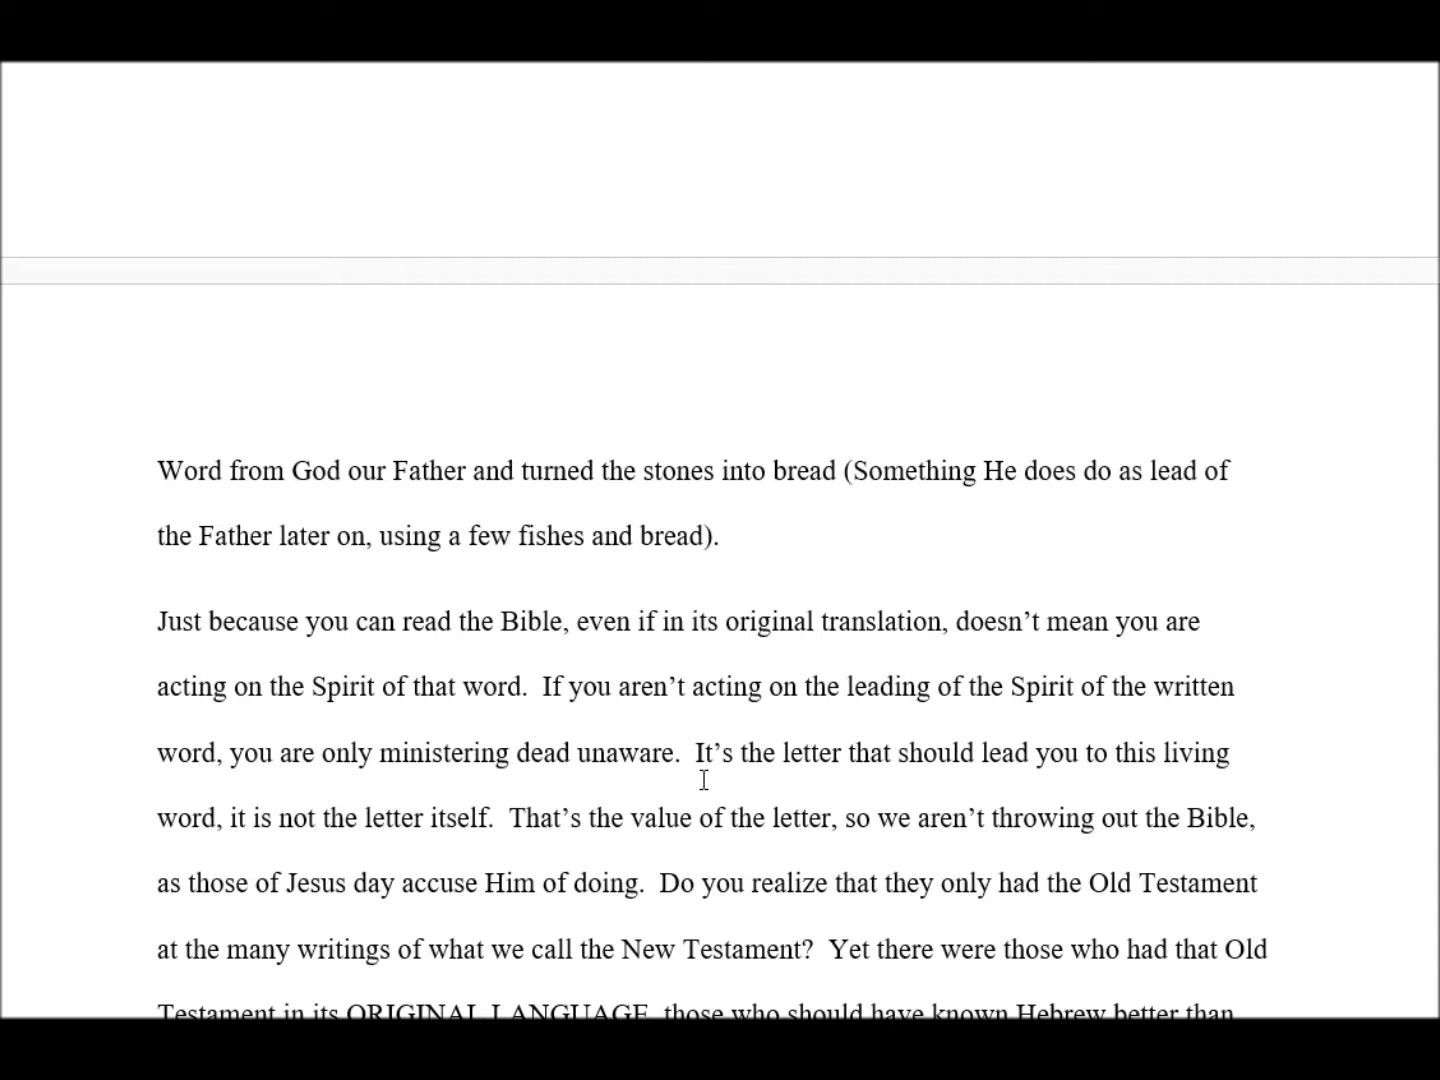 Word from God our Father and turned the stones into bread (Something He does do as lead of
the Father later on, using a few fishes and bread).
Just because you can read the Bible, even if in its original translation, doesn’t mean you are
acting on the Spirit of that word.  If you aren’t acting on the leading of the Spirit of the written
word, you are only ministering dead unaware.  It’s the letter that should lead you to this living
word, it is not the letter itself.  That’s the value of the letter, so we aren’t throwing out the Bible,
as those of Jesus day accuse Him of doing.  Do you realize that they only had the Old Testament
at the many writings of what we call the New Testament?  Yet there were those who had that Old
Testament in its ORIGINAL LANGUAGE, those who should have known Hebrew better than